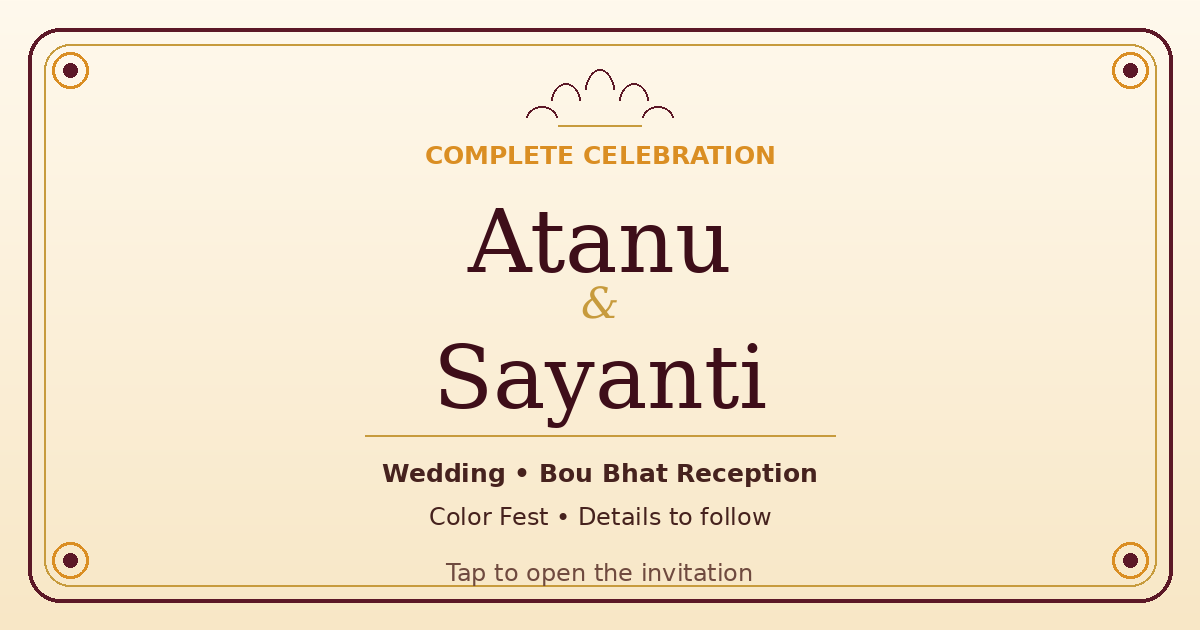 COMPLETE CELEBRATION
Atanu
&
Sayanti
Wedding • Bou Bhat Reception
Color Fest • Details to follow
Tap to open the invitation